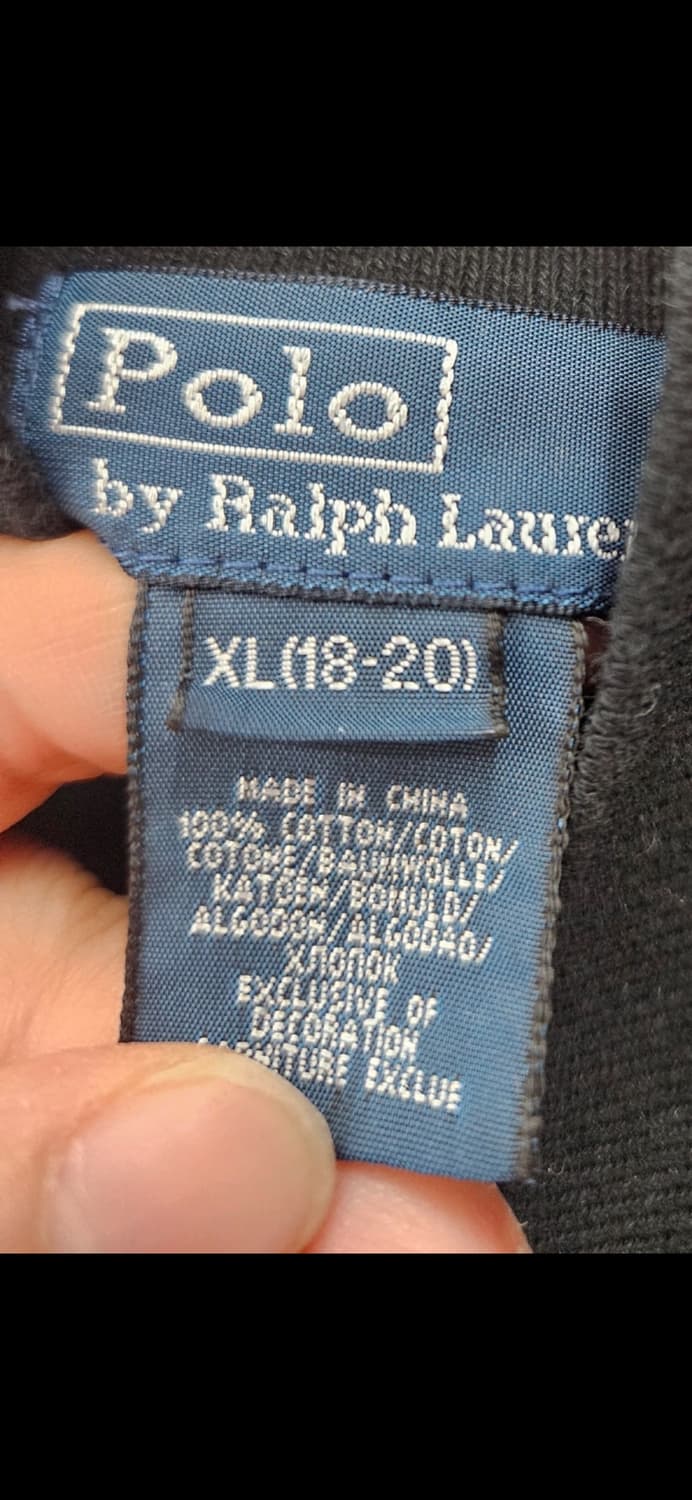 Polo
by Ralph Laure
XL(18-20)
MADE IN CHINA
100% COTTON/COTON/
COTONE/BAUMWOLLE/
KATOEN/BOMULD/
ALGODON/ALGODAO/
ХЛОПОК
EXCLUSIVE OF
DECORATION
GARNITURE EXCLUE